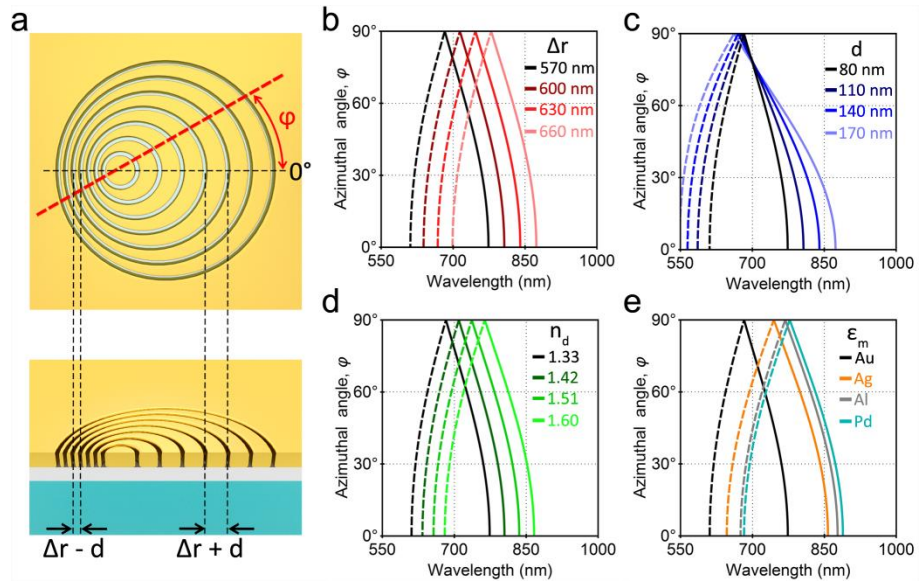 a
φ
0°
Δr - d
Δr + d
b
Azimuthal angle, φ
90°
60°
30°
0°
Δr
570 nm
600 nm
630 nm
660 nm
550
700
850
1000
Wavelength (nm)
c
Azimuthal angle, φ
90°
60°
30°
0°
d
80 nm
110 nm
140 nm
170 nm
550
700
850
1000
Wavelength (nm)
d
Azimuthal angle, φ
90°
60°
30°
0°
n_d
1.33
1.42
1.51
1.60
550
700
850
1000
Wavelength (nm)
e
Azimuthal angle, φ
90°
60°
30°
0°
ε_m
Au
Ag
Al
Pd
550
700
850
1000
Wavelength (nm)